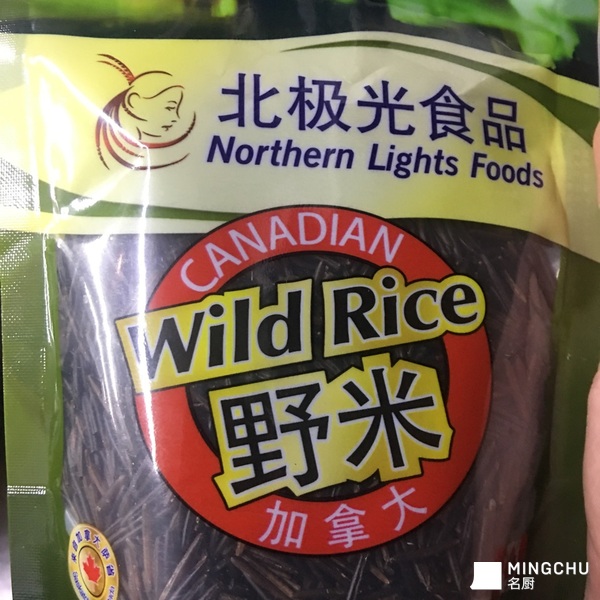 北极光食品
Northern Lights Foods
CANADIAN
Wild Rice
野米
加拿大
MINGCHU
名厨